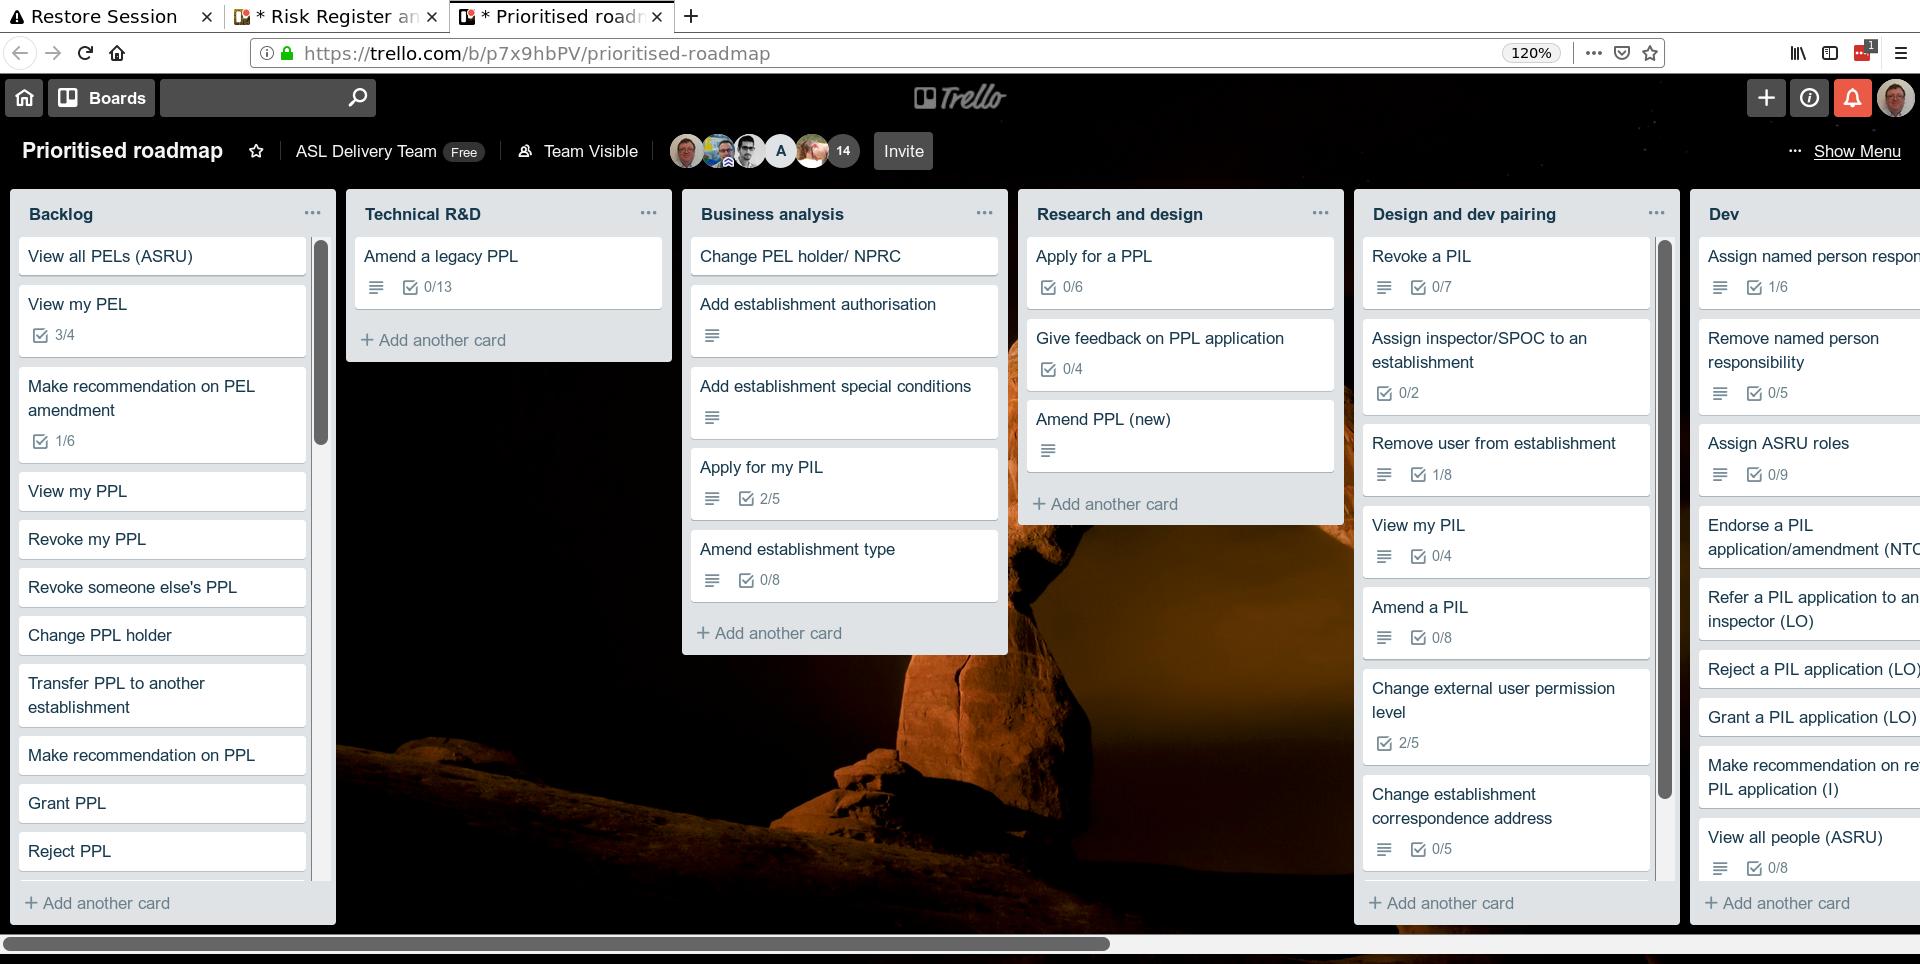 Restore Session
* Risk Register an
* Prioritised roadm
https://trello.com/b/p7x9hbPV/prioritised-roadmap
120%
1
Boards
Trello
Prioritised roadmap
ASL Delivery Team Free
Team Visible
A
14
Invite
Show Menu
Backlog
View all PELs (ASRU)
View my PEL
3/4
Make recommendation on PEL
amendment
1/6
View my PPL
Revoke my PPL
Revoke someone else's PPL
Change PPL holder
Transfer PPL to another
establishment
Make recommendation on PPL
Grant PPL
Reject PPL
+ Add another card
Technical R&D
Amend a legacy PPL
0/13
+ Add another card
Business analysis
Change PEL holder/ NPRC
Add establishment authorisation
Add establishment special conditions
Apply for my PIL
2/5
Amend establishment type
0/8
+ Add another card
Research and design
Apply for a PPL
0/6
Give feedback on PPL application
0/4
Amend PPL (new)
+ Add another card
Design and dev pairing
Revoke a PIL
0/7
Assign inspector/SPOC to an
establishment
0/2
Remove user from establishment
1/8
View my PIL
0/4
Amend a PIL
0/8
Change external user permission
level
2/5
Change establishment
correspondence address
0/5
+ Add another card
Dev
Assign named person respon
1/6
Remove named person
responsibility
0/5
Assign ASRU roles
0/9
Endorse a PIL
application/amendment (NTC
Refer a PIL application to an
inspector (LO)
Reject a PIL application (LO)
Grant a PIL application (LO)
Make recommendation on re
PIL application (I)
View all people (ASRU)
0/8
+ Add another card